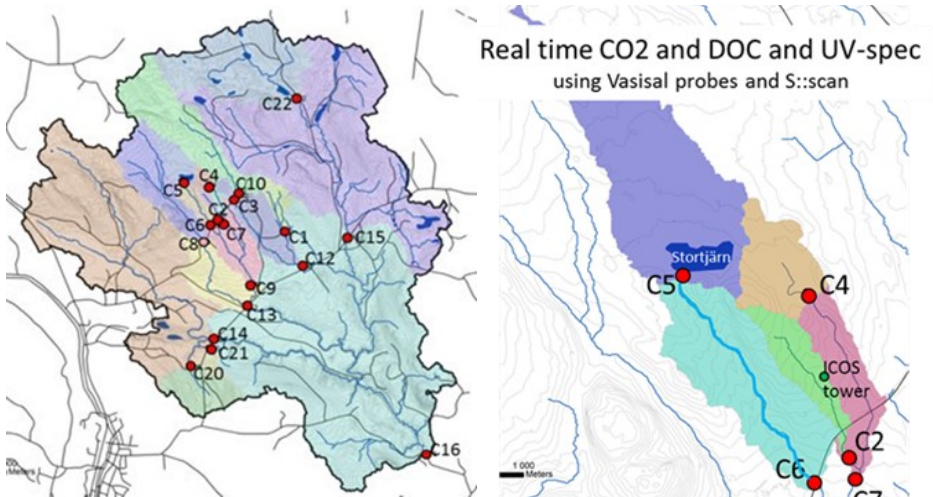 C22
C5
C4
C10
C3
C2
C6
C7
C8
C1
C15
C12
C9
C13
C14
C21
C20
C16
Meters
Real time CO2 and DOC and UV-spec
using Vasisal probes and S::scan
Stortjärn
C5
C4
ICOS
tower
C2
C6
C7
1 000
Meters